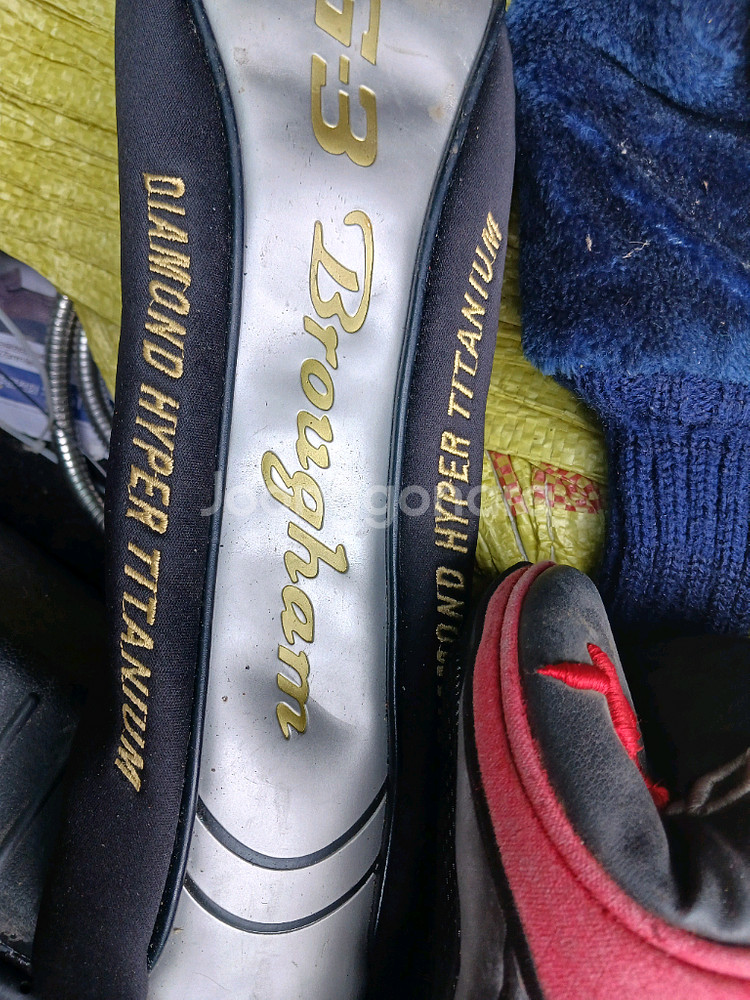 G-3
Brougham
DIAMOND HYPER TITANIUM
HYPER TITANIUM